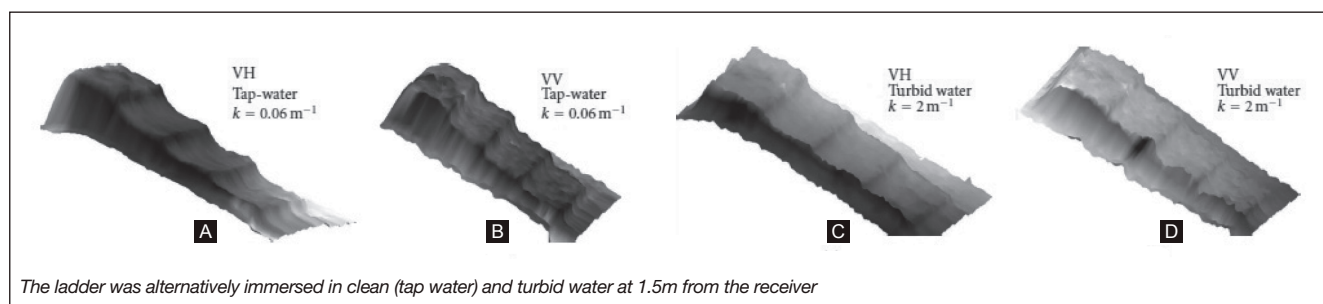 VH
Tap-water
k = 0.06 m⁻¹
VV
Tap-water
k = 0.06 m⁻¹
VH
Turbid water
k = 2 m⁻¹
VV
Turbid water
k = 2 m⁻¹
A
B
C
D
The ladder was alternatively immersed in clean (tap water) and turbid water at 1.5m from the receiver